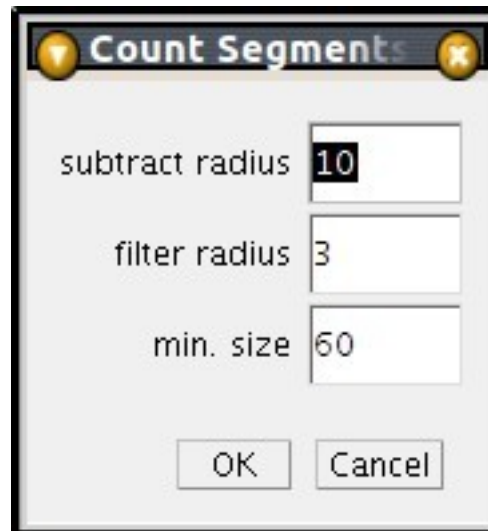 Count Segments
subtract radius 10
filter radius 3
min. size 60
OK Cancel